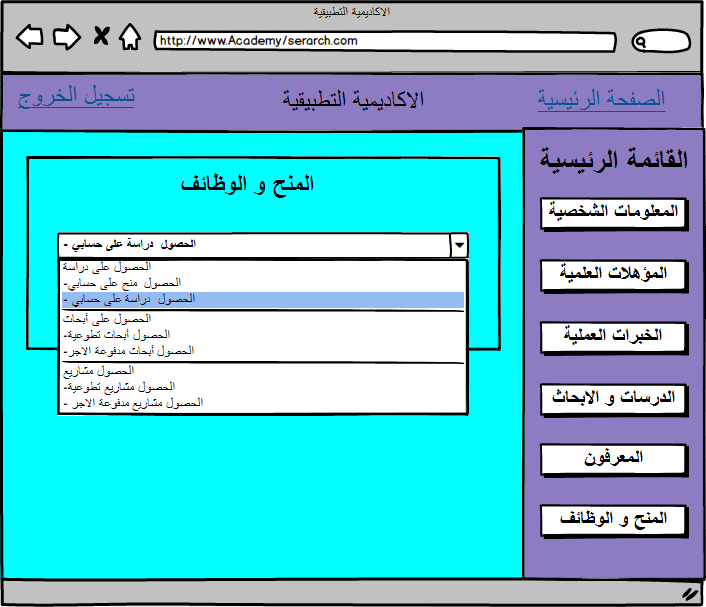 الاكاديمية التطبيقية
http://www.Academy/serarch.com
الصفحة الرئيسية
الاكاديمية التطبيقية
تسجيل الخروج
القائمة الرئيسية
المعلومات الشخصية
المؤهلات العلمية
الخبرات العملية
الدرسات و الابحاث
المعرفون
المنح و الوظائف
المنح و الوظائف
الحصول دراسة على حسابي -
الحصول على دراسة
الحصول منح على حسابي-
الحصول دراسة على حسابي -
الحصول على أبحاث
الحصول أبحاث تطوعية-
الحصول أبحاث مدفوعة الاجر-
الحصول مشاريع
الحصول مشاريع تطوعية-
الحصول مشاريع مدفوعة الاجر -